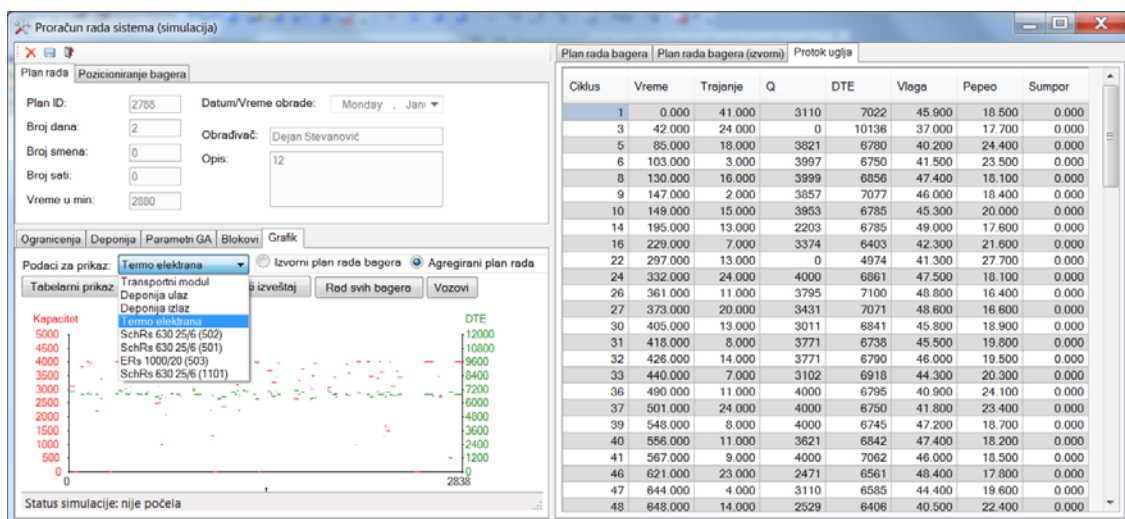 Proračun rada sistema (simulacija)
Plan rada Pozicioniranje bagera
Plan ID: 2788 Datum/Vreme obrade: Monday , Janı
Broj dana: 2 Obrađivač: Dejan Stevanović
Broj smena: 0 Opis: 12
Broj sati: 0
Vreme u min: 2880
Ogranicenja Deponija Parametri GA Blokovi Grafik
Podaci za prikaz: Termo elektrana Izvorni plan rada bagera Agregirani plan rada
Tabelarni prikaz izveštaj Rad svih bagera Vozovi
Transportni modul
Deponija ulaz
Deponija izlaz
Termo elektrana
SchRs 630 25/6 (502)
SchRs 630 25/6 (501)
ERs 1000/20 (503)
SchRs 630 25/6 (1101)
Kapacitet DTE
5000 12000
4500 10800
4000 9600
3500 8400
3000 7200
2500 6000
2000 4800
1500 3600
1000 2400
500 1200
0 0
0 2838
Status simulacije: nije počela
Plan rada bagera Plan rada bagera (izvorni) Protok uglja
Ciklus Vreme Trajanje Q DTE Vlaga Pepeo Sumpor
1 0.000 41.000 3110 7022 45.900 18.500 0.000
3 42.000 24.000 0 10136 37.000 17.700 0.000
5 85.000 18.000 3821 6780 40.200 24.400 0.000
6 103.000 3.000 3997 6750 41.500 23.500 0.000
8 130.000 16.000 3999 6856 47.400 18.100 0.000
9 147.000 2.000 3857 7077 46.000 18.400 0.000
10 149.000 15.000 3953 6785 45.300 20.000 0.000
14 195.000 13.000 2203 6785 49.000 17.600 0.000
16 229.000 7.000 3374 6403 42.300 21.600 0.000
22 297.000 13.000 0 4974 41.300 27.700 0.000
24 332.000 24.000 4000 6861 47.500 18.100 0.000
26 361.000 11.000 3795 7100 48.800 16.400 0.000
27 373.000 20.000 3431 7071 48.600 16.600 0.000
30 405.000 13.000 3011 6841 45.800 18.900 0.000
31 418.000 8.000 3771 6738 45.500 19.800 0.000
32 426.000 14.000 3771 6790 46.000 19.500 0.000
33 440.000 7.000 3102 6918 44.300 20.300 0.000
36 490.000 11.000 4000 6795 40.900 24.100 0.000
37 501.000 24.000 4000 6750 41.800 23.400 0.000
39 548.000 8.000 4000 6745 47.200 18.700 0.000
40 556.000 11.000 3621 6842 47.400 18.200 0.000
41 567.000 9.000 4000 7062 46.000 18.500 0.000
46 621.000 23.000 2471 6561 48.400 17.800 0.000
47 644.000 4.000 3110 6585 44.400 19.600 0.000
48 648.000 14.000 2529 6406 40.500 22.400 0.000